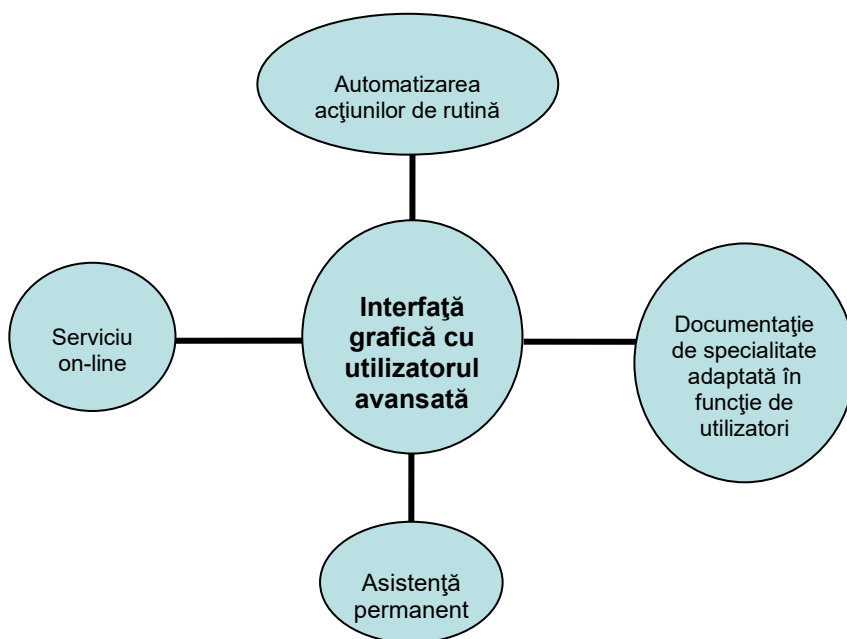 Automatizarea
acţiunilor de rutină
Serviciu
on-line
Interfaţă
grafică cu
utilizatorul
avansată
Documentaţie
de specialitate
adaptată în
funcţie de
utilizatori
Asistenţă
permanent